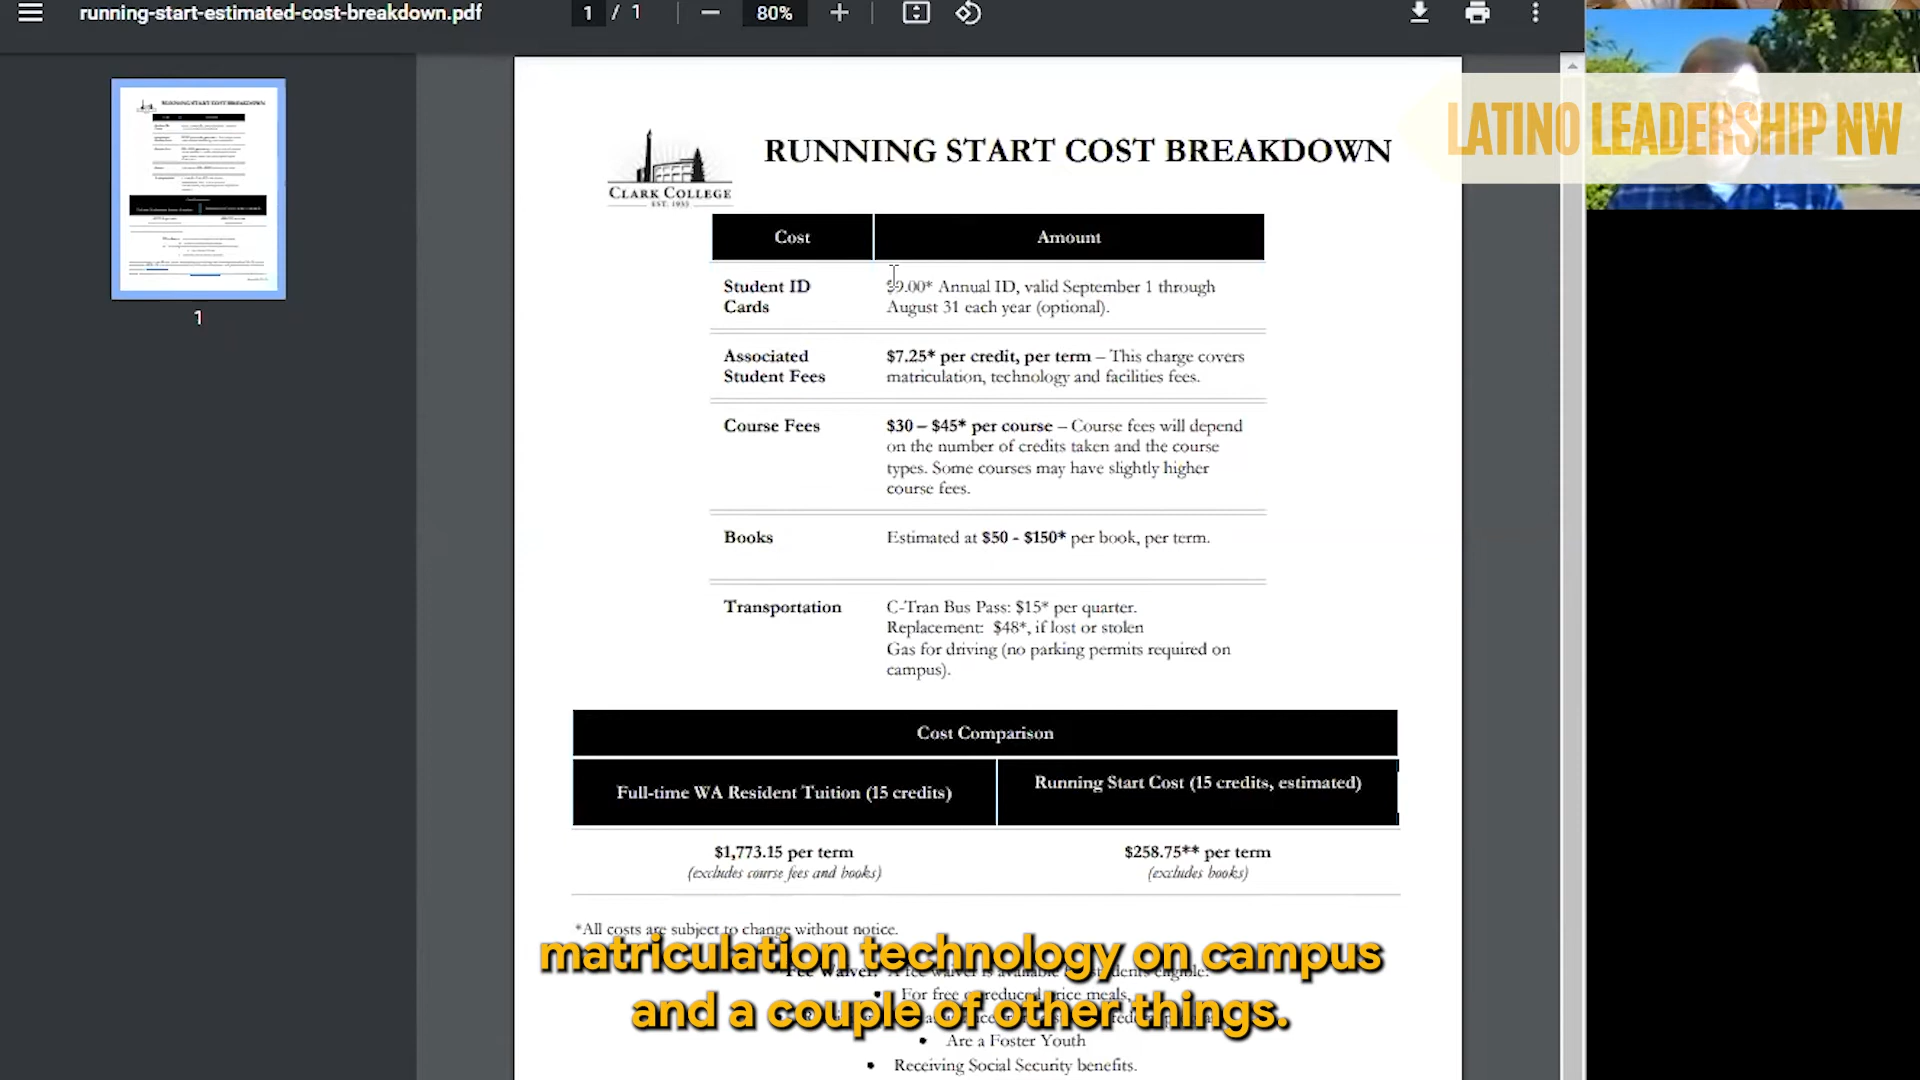 running-start-estimated-cost-breakdown.pdf
1 / 1
80%
LATINO LEADERSHIP NW
CLARK COLLEGE
EST. 1933
RUNNING START COST BREAKDOWN
Cost Amount
Student ID Cards
$9.00* Annual ID, valid September 1 through
August 31 each year (optional).
Associated Student Fees
$7.25* per credit, per term – This charge covers
matriculation, technology and facilities fees.
Course Fees
$30 – $45* per course – Course fees will depend
on the number of credits taken and the course
types. Some courses may have slightly higher
course fees.
Books
Estimated at $50 - $150* per book, per term.
Transportation
C-Tran Bus Pass: $15* per quarter.
Replacement: $48*, if lost or stolen
Gas for driving (no parking permits required on
campus).
Cost Comparison
Full-time WA Resident Tuition (15 credits)
Running Start Cost (15 credits, estimated)
$1,773.15 per term
(excludes course fees and books)
$258.75** per term
(excludes books)
*All costs are subject to change without notice.
matriculation technology on campus
and a couple of other things.
• Are a Foster Youth
• Receiving Social Security benefits.
1